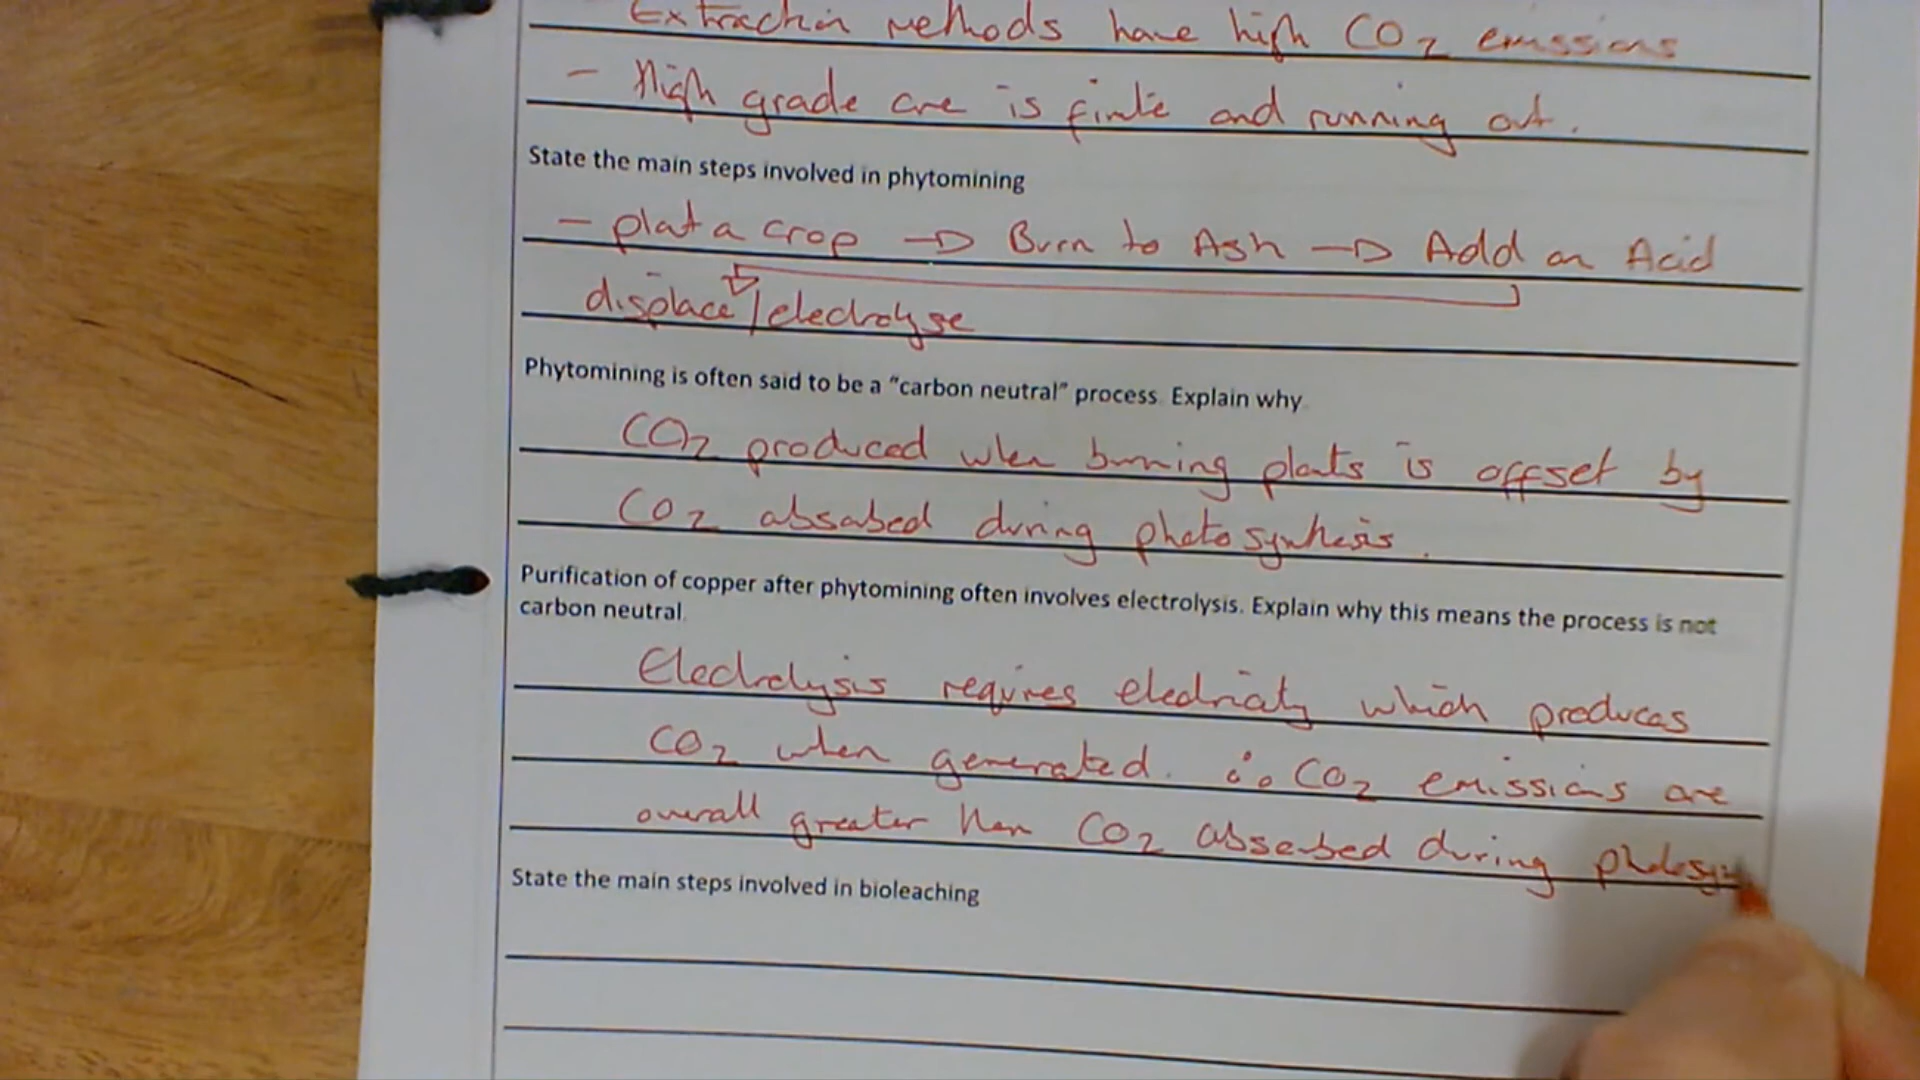 Extraction methods have high CO2 emissions
- High grade ore is finite and running out.
State the main steps involved in phytomining
- plat a crop → Burn to Ash → Add an Acid
displace / electrolyse
Phytomining is often said to be a “carbon neutral” process. Explain why.
CO2 produced when burning plants is offset by
CO2 absorbed during photosynthesis.
Purification of copper after phytomining often involves electrolysis. Explain why this means the process is not
carbon neutral.
Electrolysis requires electricity which produces
CO2 when generated. ∴ CO2 emissions are
overall greater than CO2 absorbed during photosyn
State the main steps involved in bioleaching